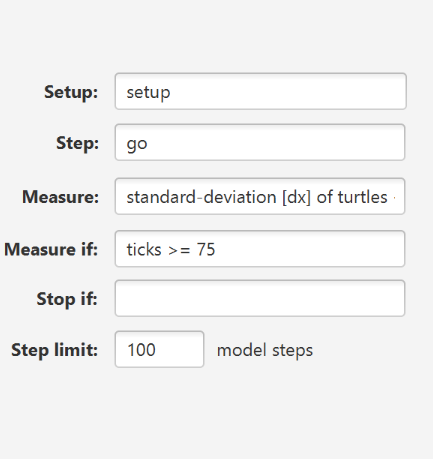 Setup: setup
Step: go
Measure: standard-deviation [dx] of turtles
Measure if: ticks >= 75
Stop if:
Step limit: 100 model steps